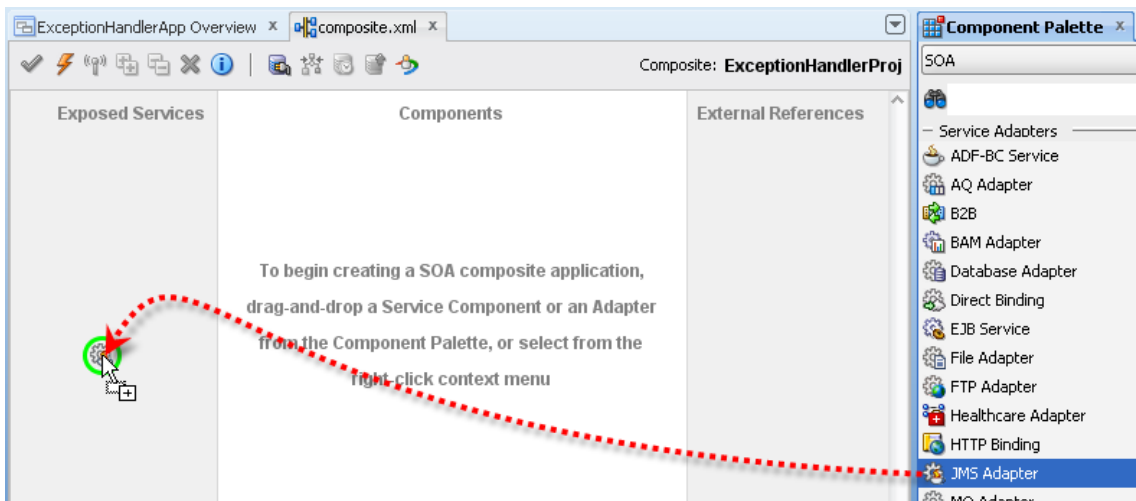 ExceptionHandlerApp Overview x
composite.xml x
Component Palette x
Composite: ExceptionHandlerProj
SOA
Exposed Services
Components
External References
To begin creating a SOA composite application,
drag-and-drop a Service Component or an Adapter
from the Component Palette, or select from the
right-click context menu
Service Adapters
ADF-BC Service
AQ Adapter
B2B
BAM Adapter
Database Adapter
Direct Binding
EJB Service
File Adapter
FTP Adapter
Healthcare Adapter
HTTP Binding
JMS Adapter
MQ Adapter